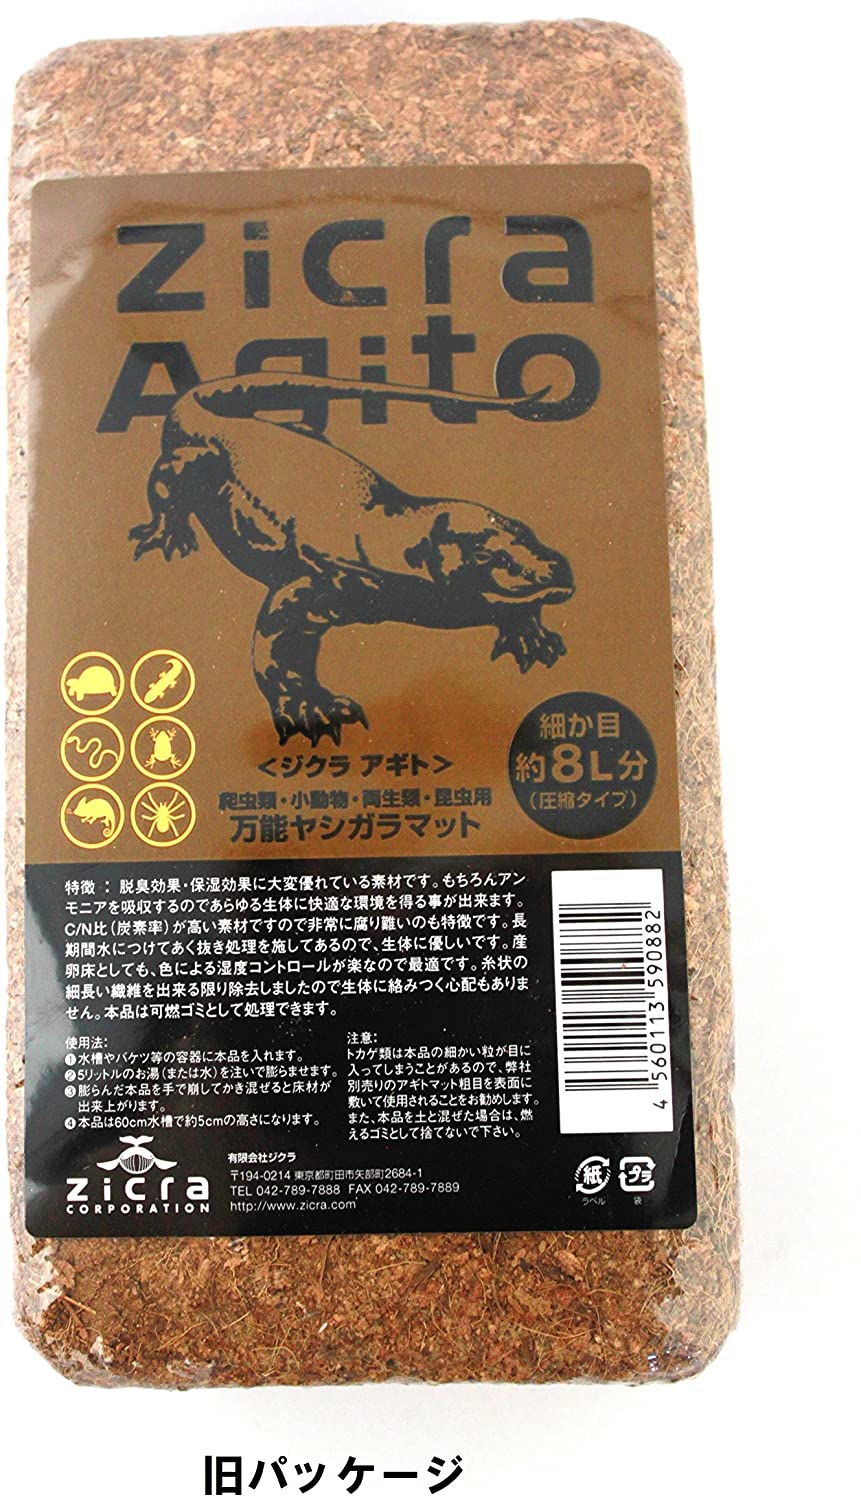 zicra
Agito
<ジクラ アギト>
爬虫類・小動物・両生類・昆虫用
万能ヤシガラマット
細か目
約8L分
(圧縮タイプ)
特徴 : 脱臭効果・保湿効果に大変優れている素材です。もちろんアン
モニアを吸収するのであらゆる生体に快適な環境を得る事が出来ます。
C/N比(炭素率)が高い素材ですので非常に腐り難いのも特徴です。長
期間水につけてあく抜き処理を施してあるので、生体に優しいです。産
卵床としても、色による湿度コントロールが楽なので最適です。糸状の
細長い繊維を出来る限り除去しましたので生体に絡みつく心配もありま
せん。本品は可燃ゴミとして処理できます。
使用法:
❶水槽やバケツ等の容器に本品を入れます。
❷5リットルのお湯(または水)を注いで膨らませます。
❸膨らんだ本品を手で崩してかき混ぜると床材が
出来上がります。
❹本品は60cm水槽で約5cmの高さになります。
注意:
トカゲ類は本品の細かい粒が目に
入ってしまうことがあるので、弊社
別売りのアギトマット粗目を表面に
敷いて使用されることをお勧めします。
また、本品を土と混ぜた場合は、燃
えるゴミとして捨てないで下さい。
4 560113 590882
zicra
CORPORATION
有限会社ジクラ
〒194-0214 東京都町田市矢部町2684-1
TEL 042-789-7888 FAX 042-789-7889
http://www.zicra.com
紙
ラベル
プラ
袋
旧パッケージ